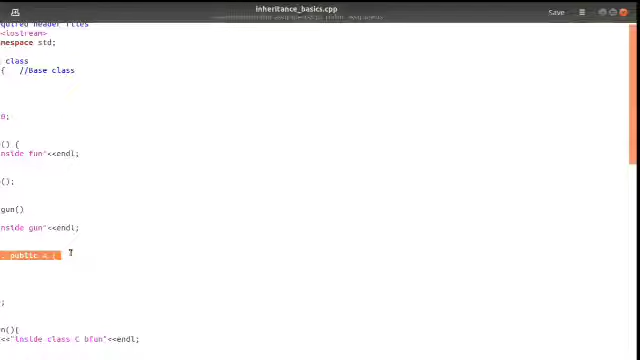 inheritance_basics.cpp
Save
quired header files
<iostream>
mespace std;
class
{ //Base class
0;
() {
nside fun"<<endl;
();
gun()
nside gun"<<endl;
public A {
;
n(){
<<"inside class C bfun"<<endl;